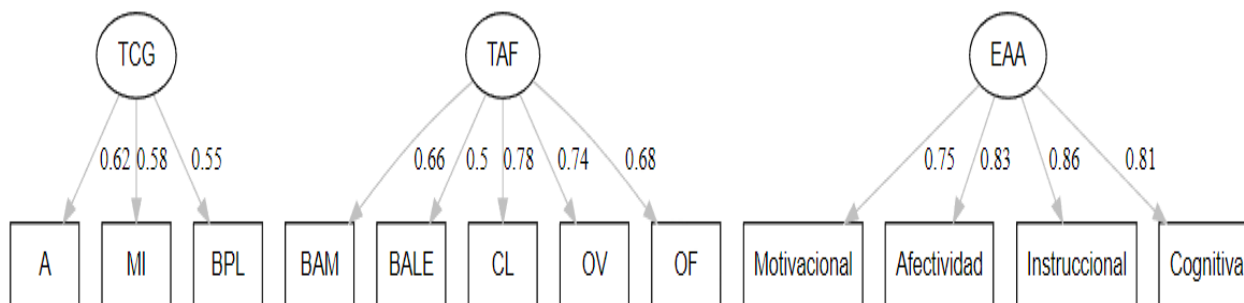 TCG TAF EAA
0.62 0.58 0.55 0.66 0.5 0.78 0.74 0.68 0.75 0.83 0.86 0.81
A MI BPL BAM BALE CL OV OF Motivacional Afectividad Instruccional Cognitiva